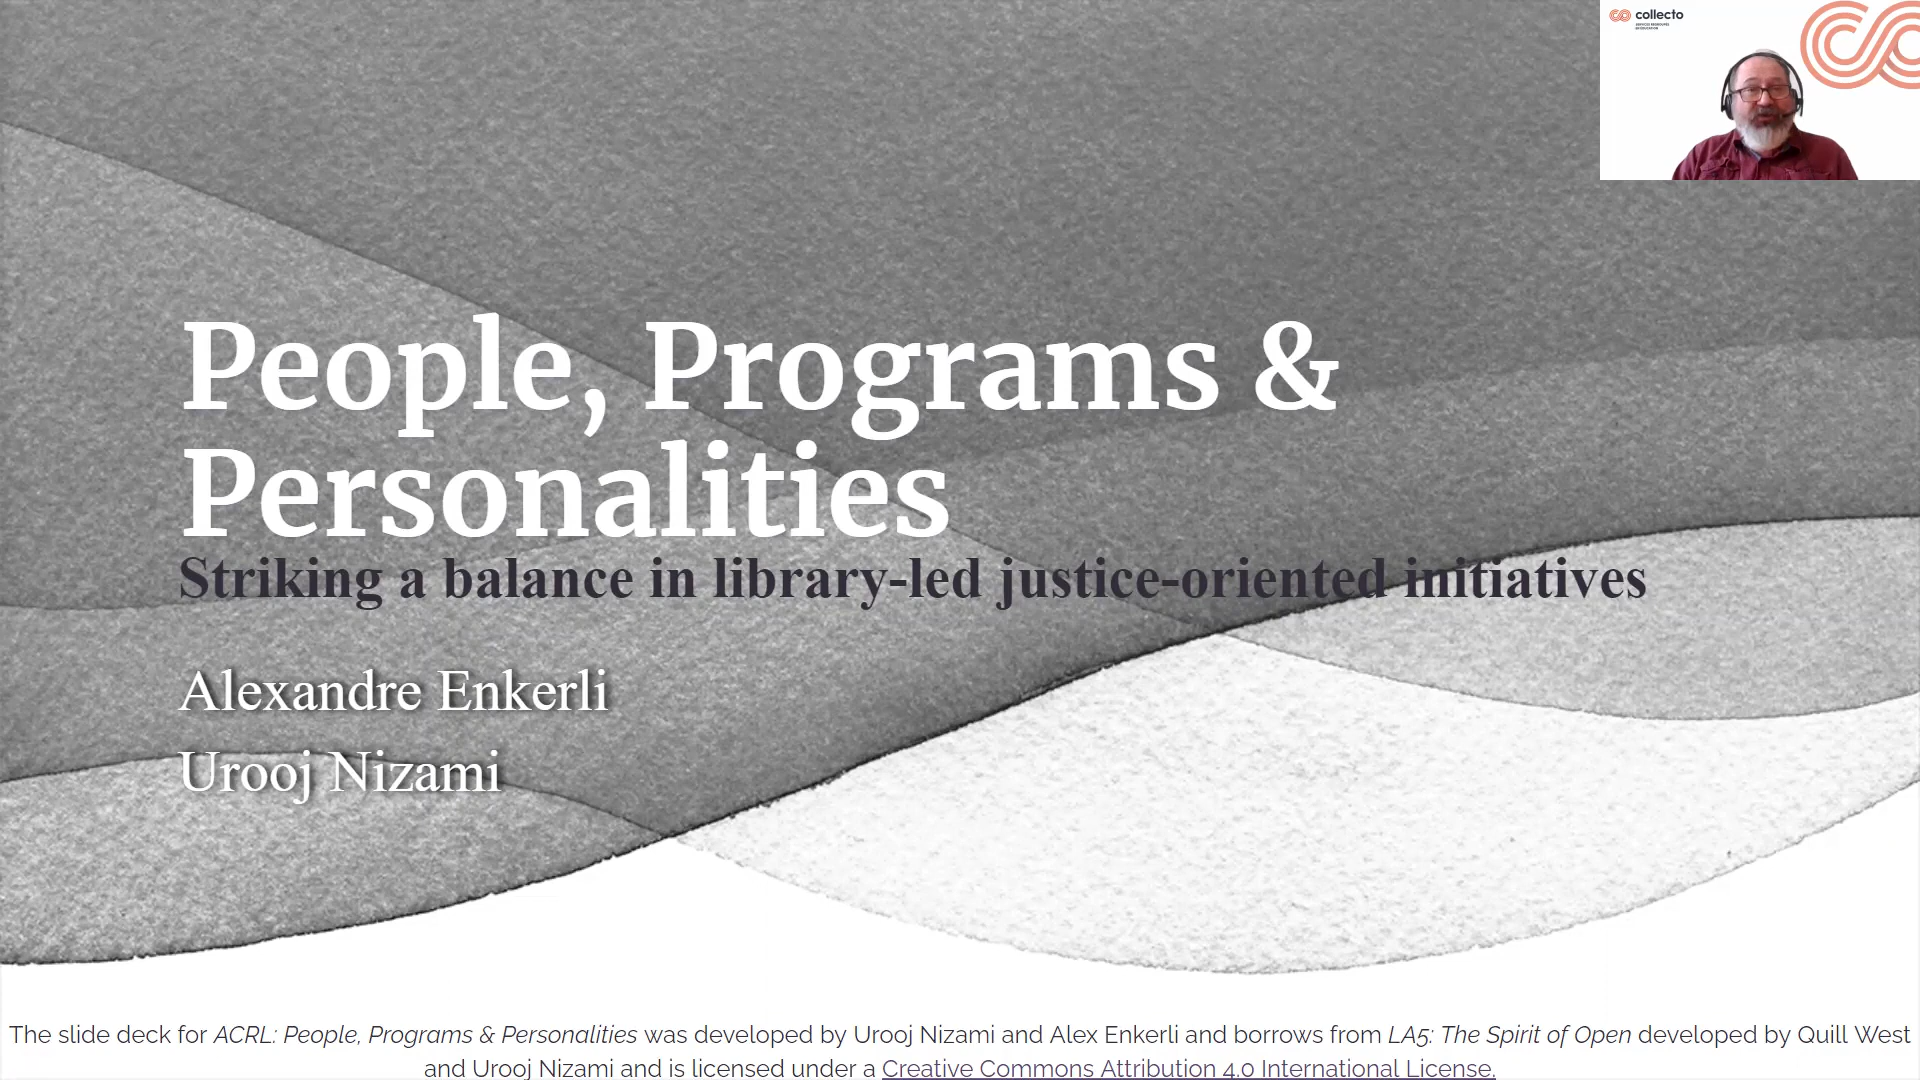 collecto
People, Programs &
Personalities
Striking a balance in library-led justice-oriented initiatives
Alexandre Enkerli
Urooj Nizami
The slide deck for ACRL: People, Programs & Personalities was developed by Urooj Nizami and Alex Enkerli and borrows from LA5: The Spirit of Open developed by Quill West
and Urooj Nizami and is licensed under a Creative Commons Attribution 4.0 International License.